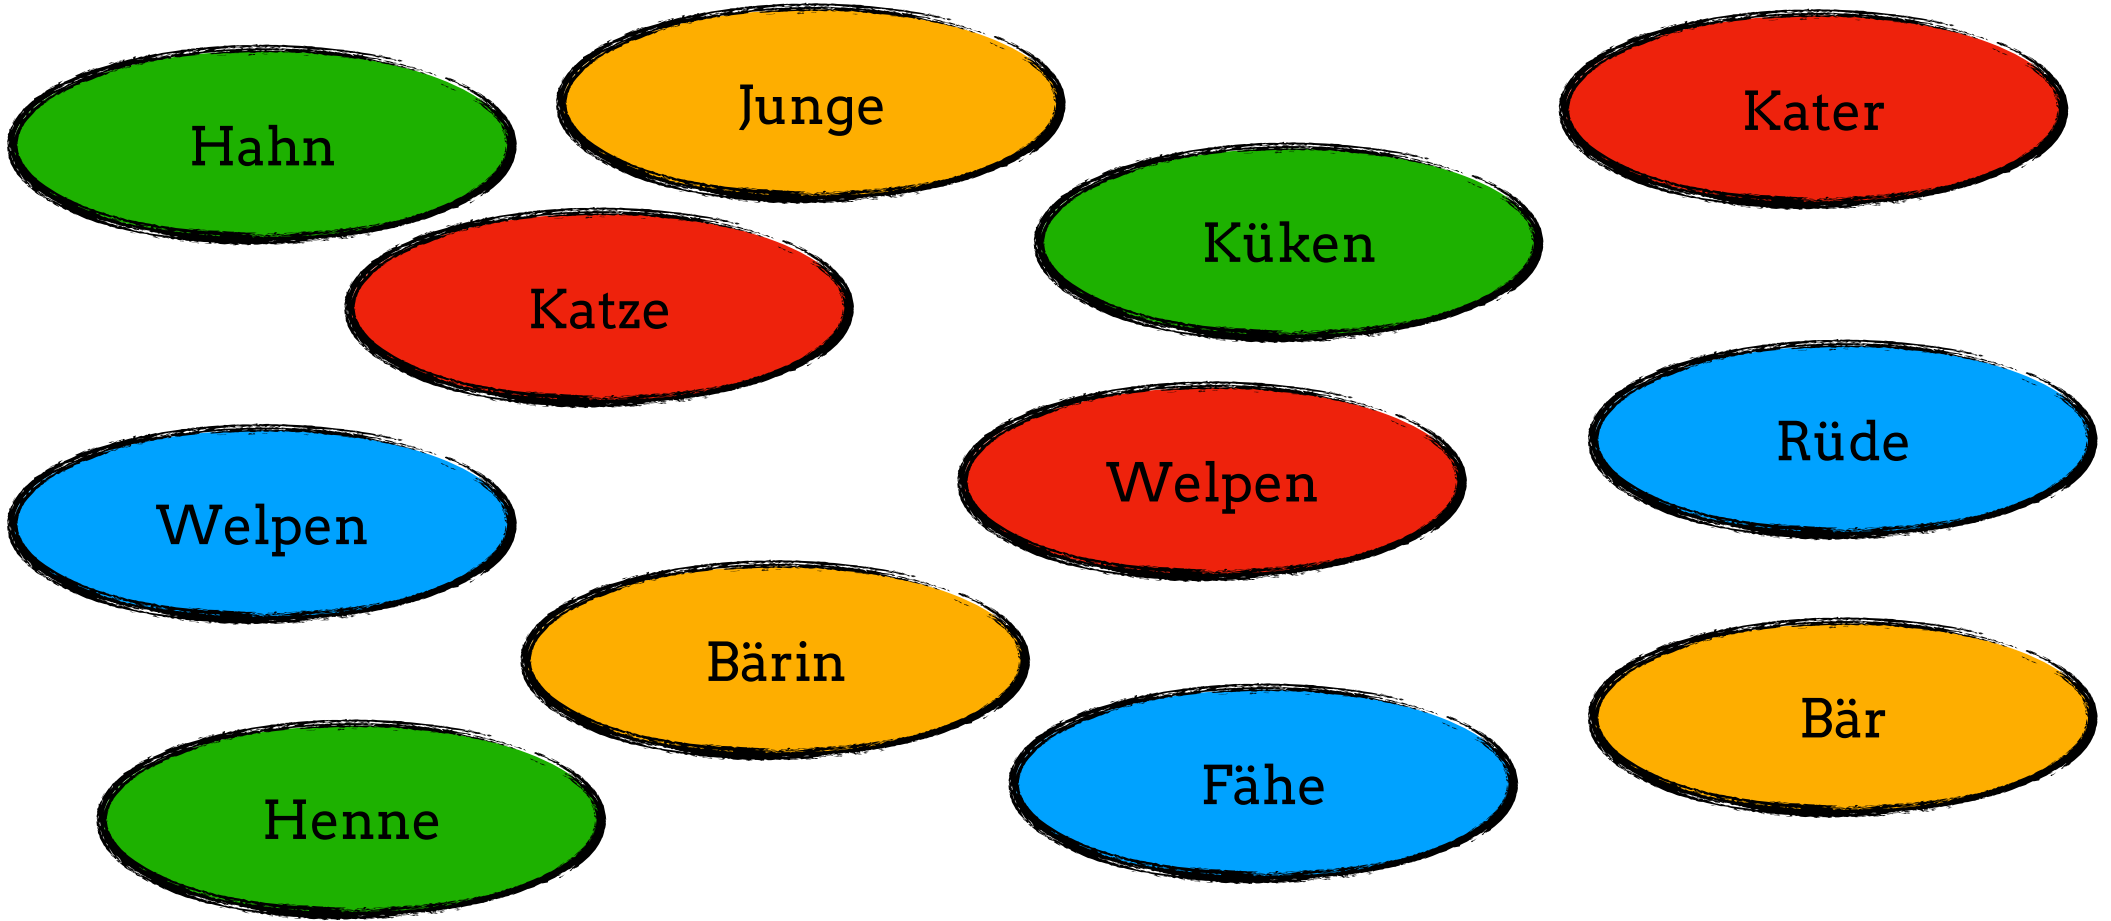 Hahn
Junge
Kater
Küken
Katze
Rüde
Welpen
Welpen
Bärin
Bär
Fähe
Henne